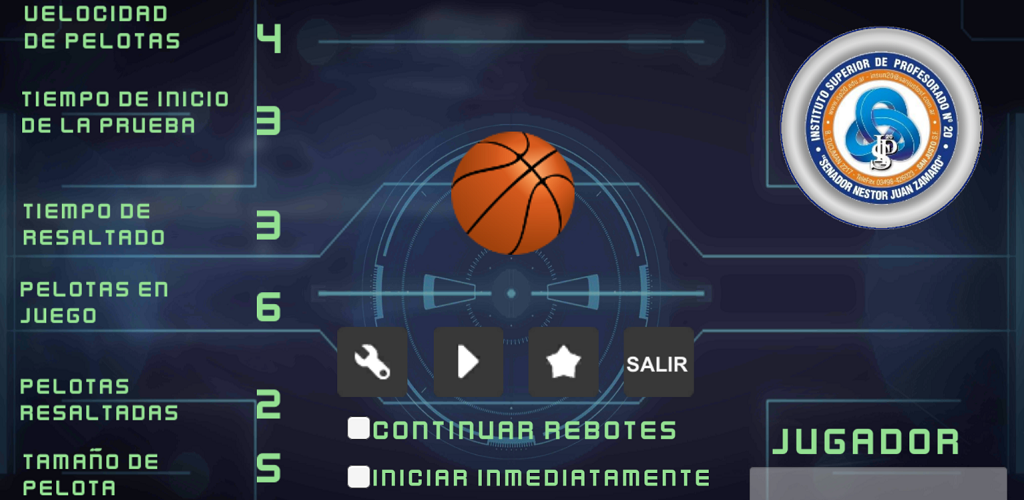 VELOCIDAD
DE PELOTAS
4
TIEMPO DE INICIO
DE LA PRUEBA
3
TIEMPO DE
RESALTADO
3
PELOTAS EN
JUEGO
6
PELOTAS
RESALTADAS
2
TAMAÑO DE
PELOTA
5
SALIR
CONTINUAR REBOTES
INICIAR INMEDIATAMENTE
INSTITUTO SUPERIOR DE PROFESORADO Nº 20
"SENADOR NESTOR JUAN ZAMARO"
JUGADOR